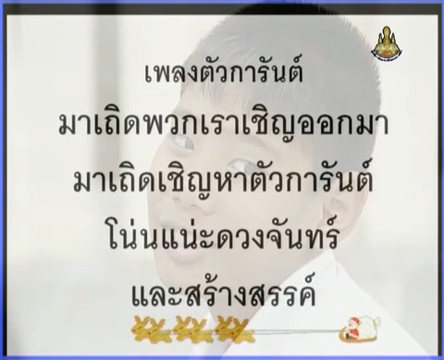 เพลงตัวการันต์
มาเถิดพวกเราเชิญออกมา
มาเถิดเชิญหาตัวการันต์
โน่นแน่ะดวงจันทร์
และสร้างสรรค์